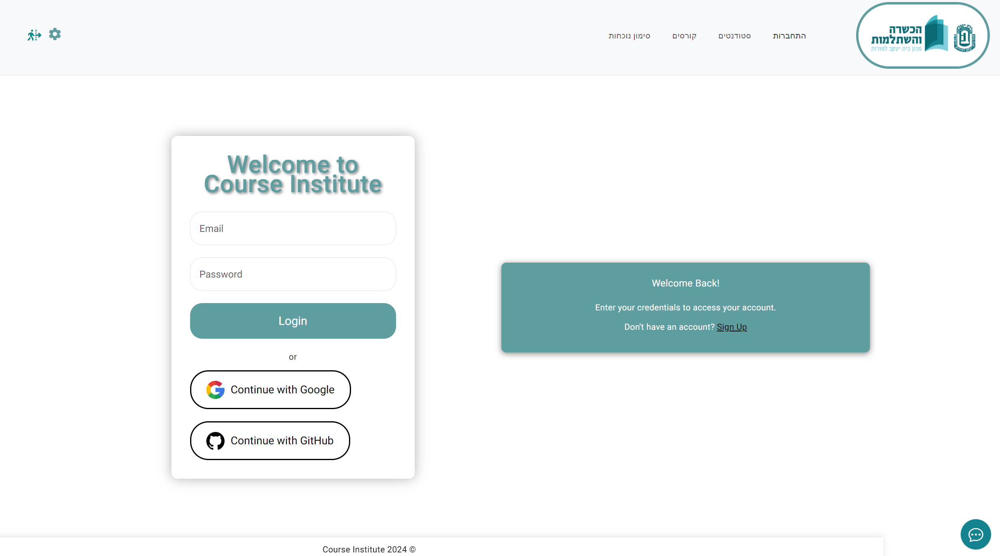 הכשרה
והשתלמות
מכון בית יעקב למורות
התחברות
סטודנטים
קורסים
סימון נוכחות
Welcome to
Course Institute
Email
Password
Login
or
Continue with Google
Continue with GitHub
Welcome Back!
Enter your credentials to access your account.
Don't have an account? Sign Up
Course Institute 2024 ©